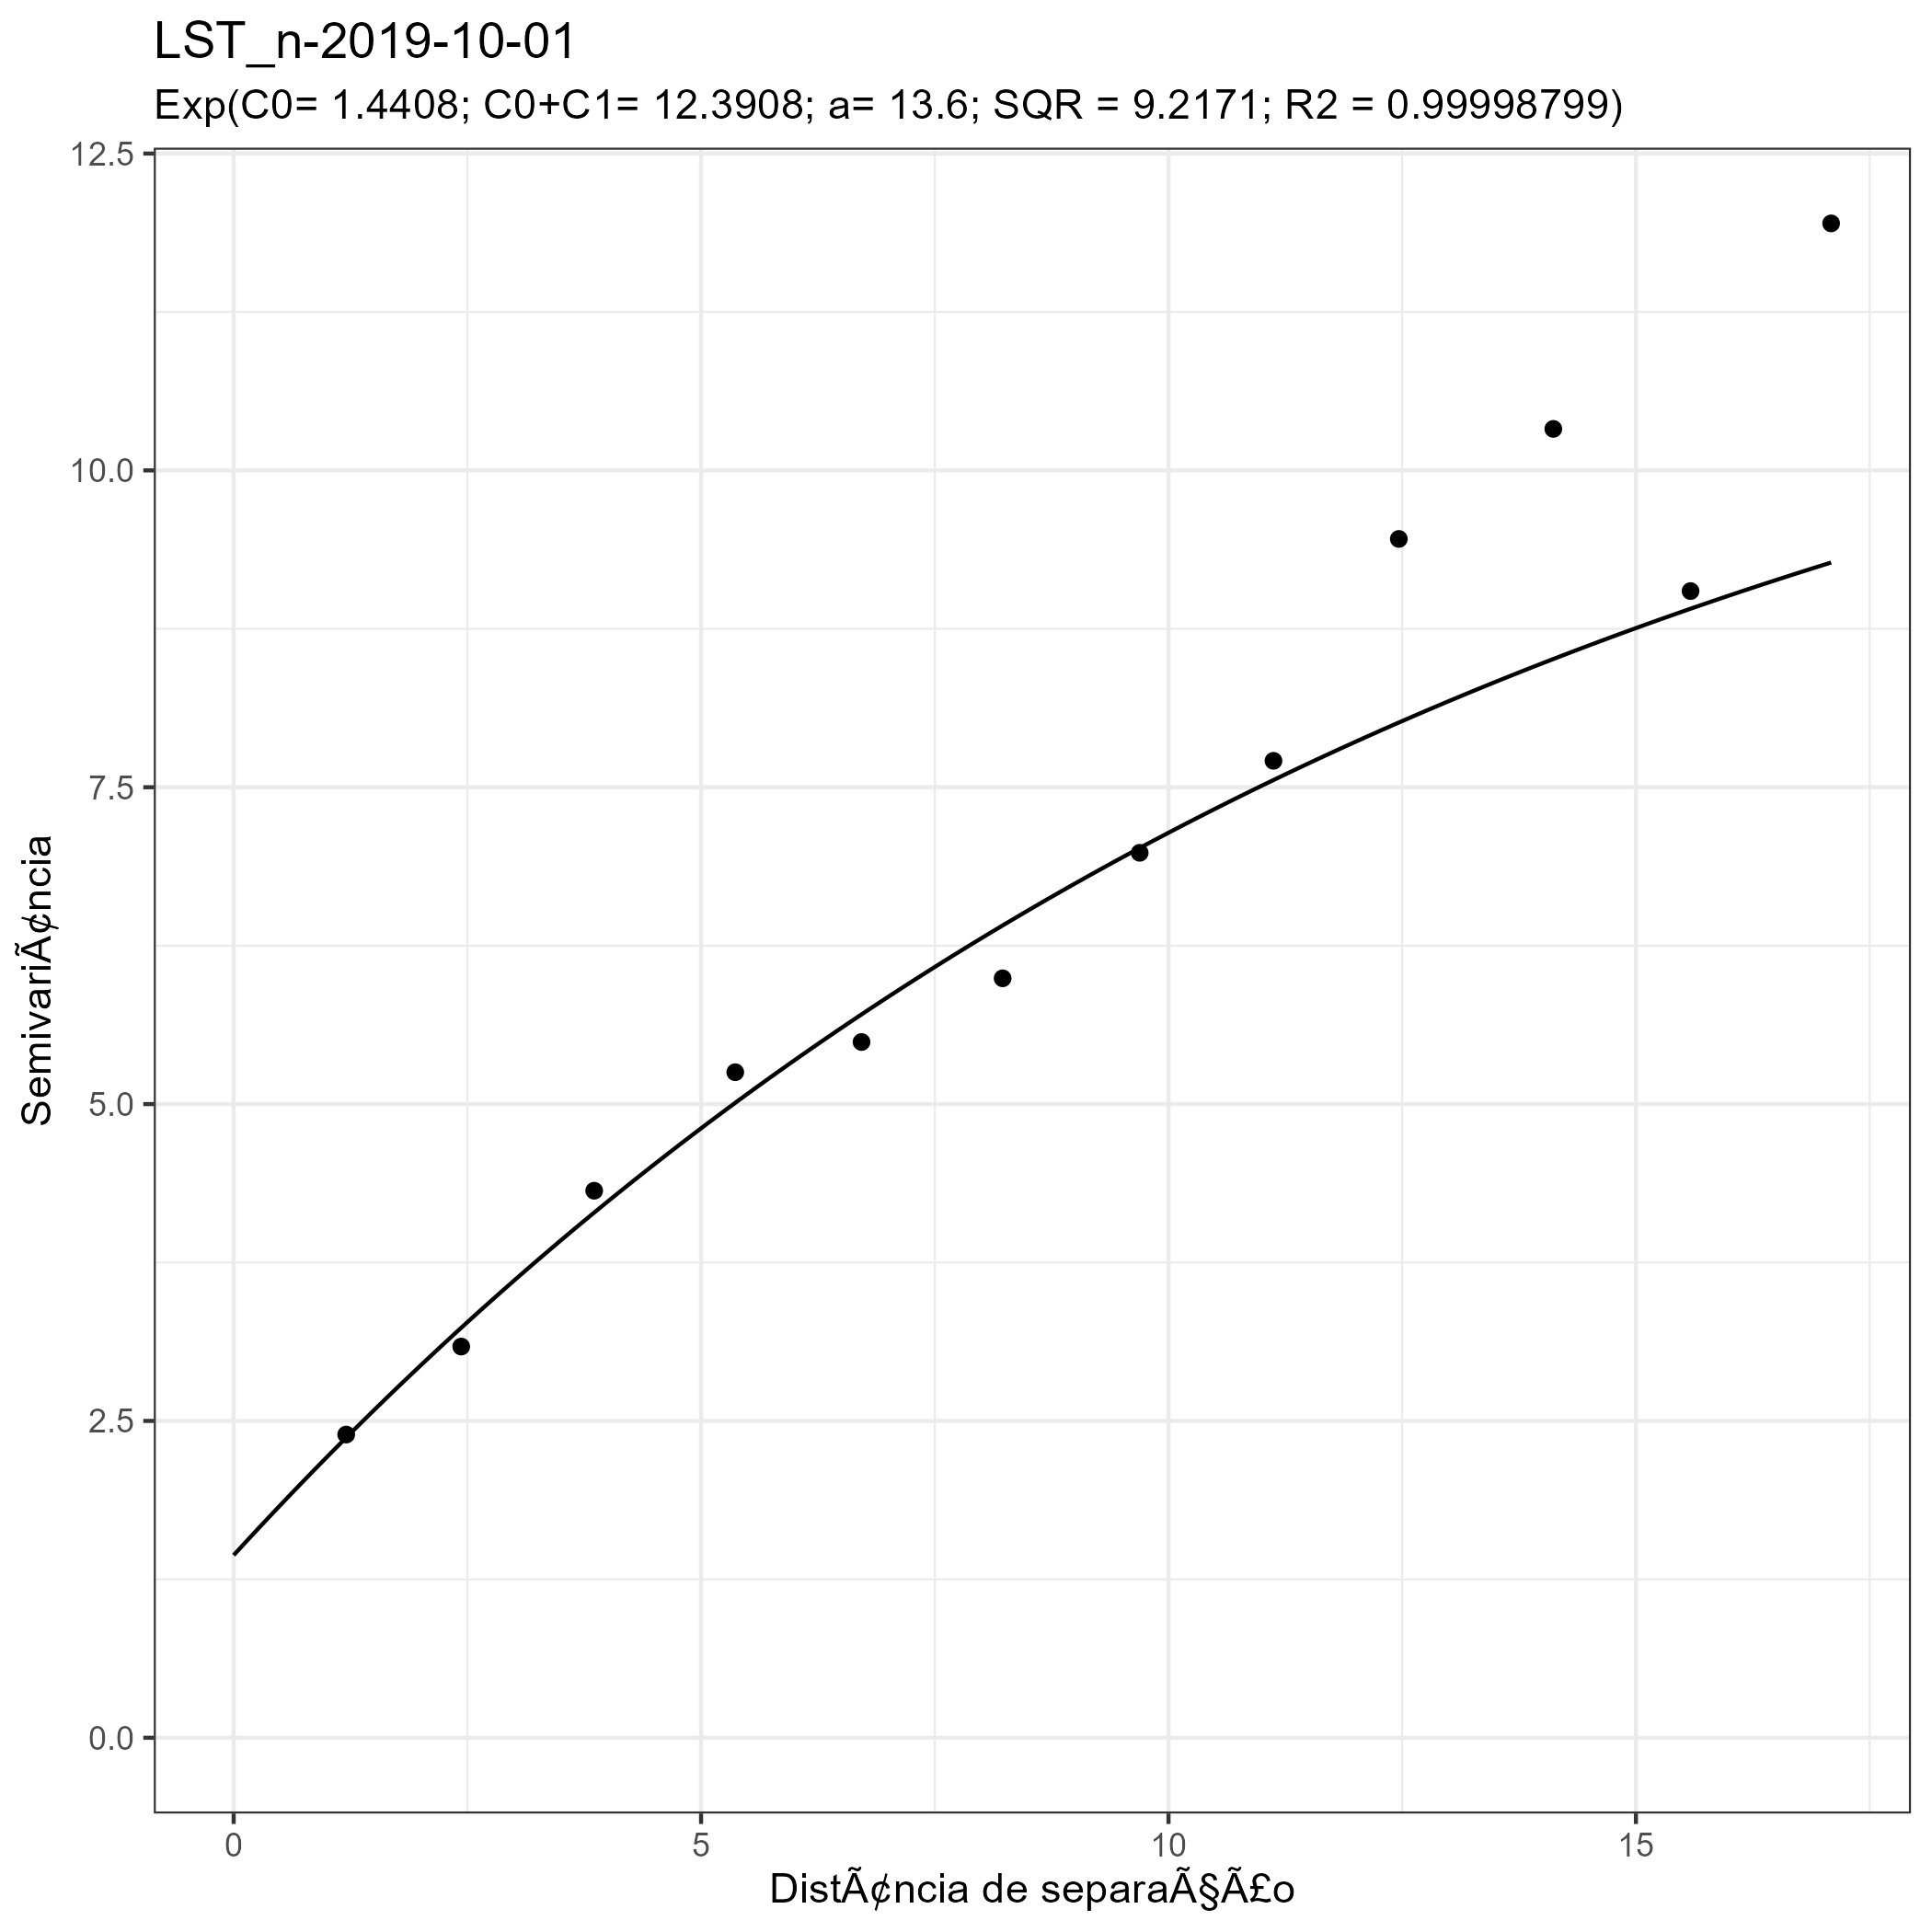 LST_n-2019-10-01
Exp(C0= 1.4408; C0+C1= 12.3908; a= 13.6; SQR = 9.2171; R2 = 0.99998799)
12.5
10.0
7.5
5.0
2.5
0.0
SemivariÃ¢ncia
0 5 10 15
DistÃ¢ncia de separaÃ§Ã£o